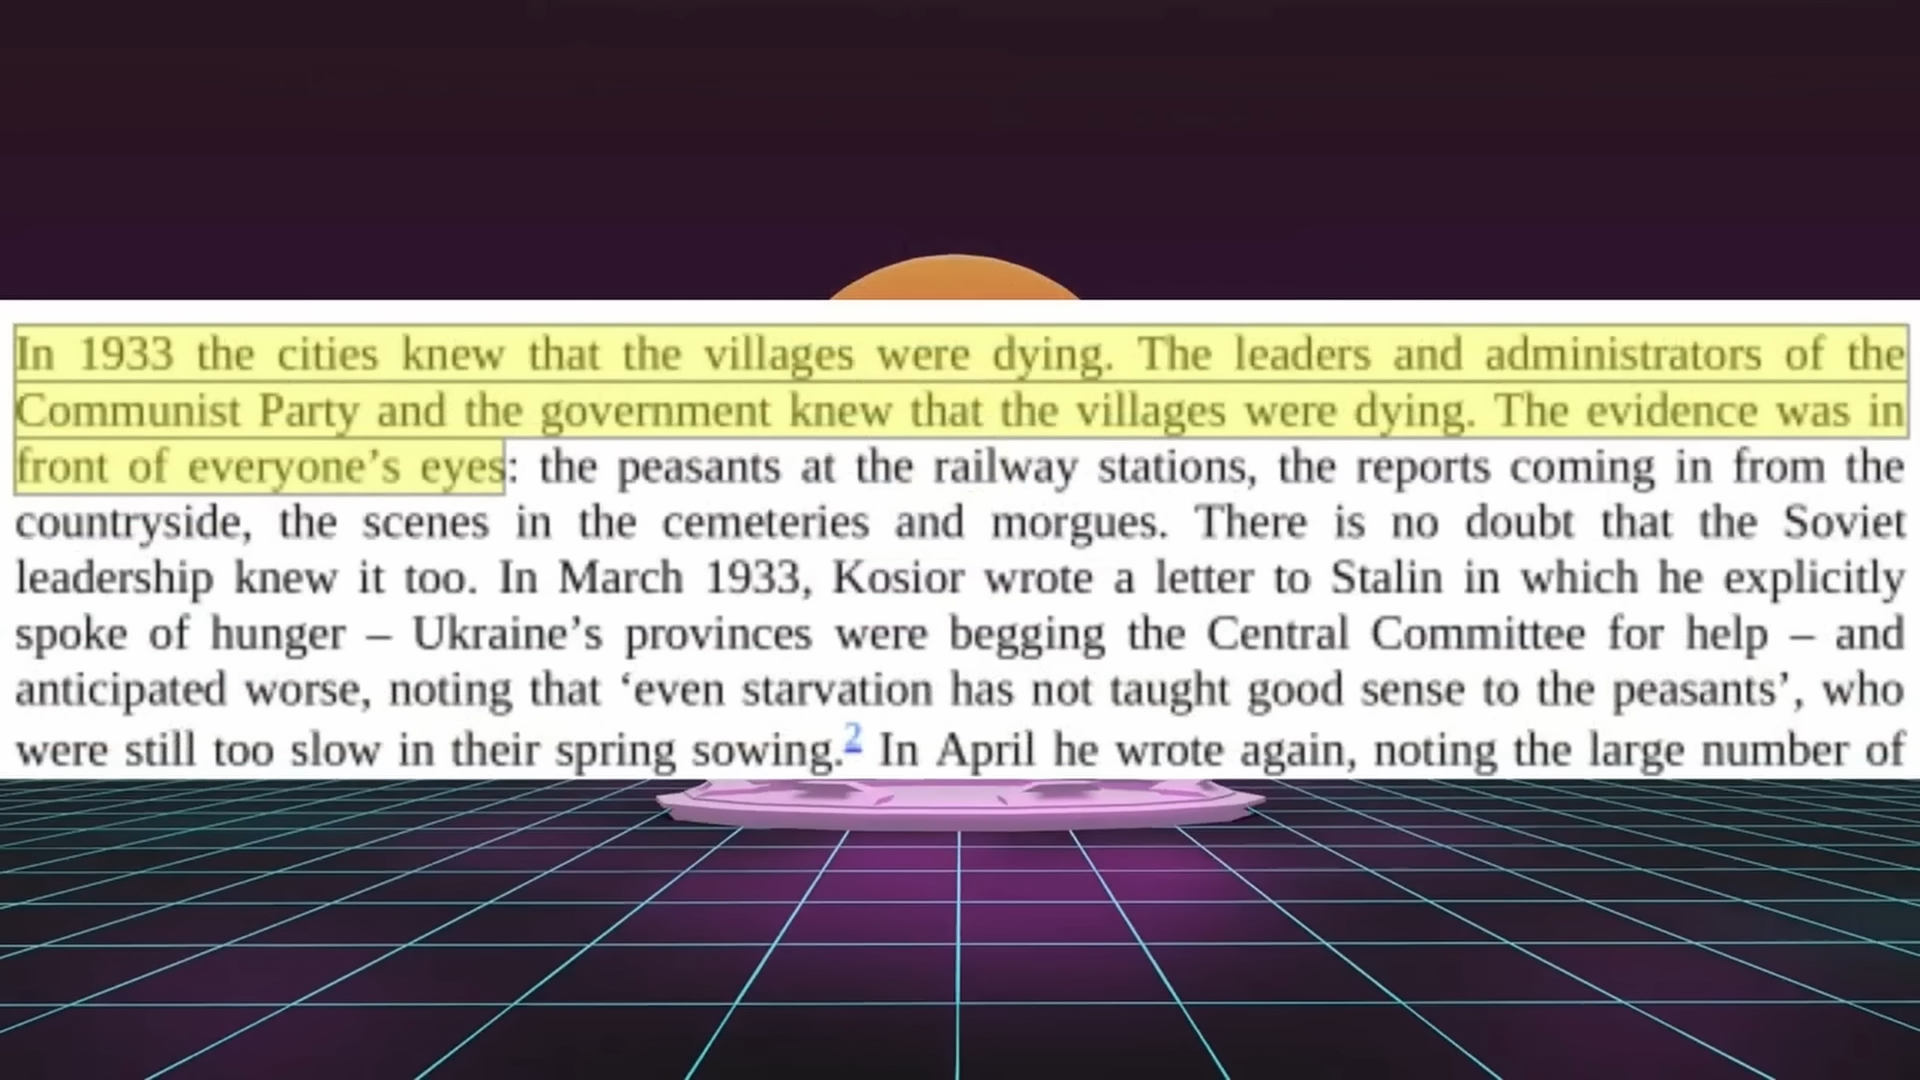 In 1933 the cities knew that the villages were dying. The leaders and administrators of the
Communist Party and the government knew that the villages were dying. The evidence was in
front of everyone’s eyes: the peasants at the railway stations, the reports coming in from the
countryside, the scenes in the cemeteries and morgues. There is no doubt that the Soviet
leadership knew it too. In March 1933, Kosior wrote a letter to Stalin in which he explicitly
spoke of hunger – Ukraine’s provinces were begging the Central Committee for help – and
anticipated worse, noting that ‘even starvation has not taught good sense to the peasants’, who
were still too slow in their spring sowing.2 In April he wrote again, noting the large number of